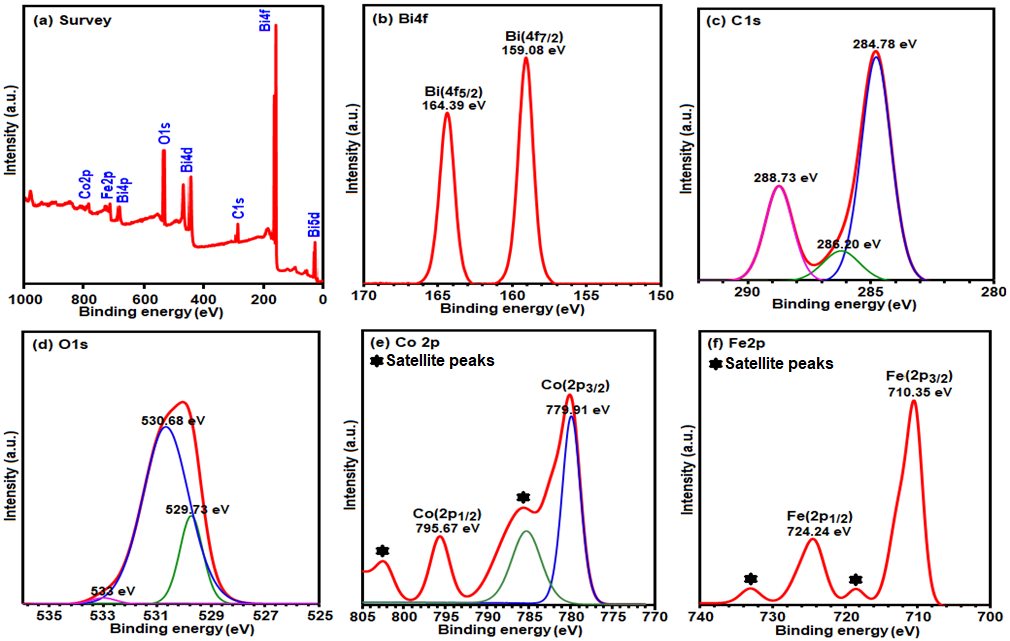 (a) Survey
Bi4f
O1s
Bi4d
Co2p
Fe2p
Bi4p
C1s
Bi5d
Intensity (a.u.)
1000 800 600 400 200 0
Binding energy (eV)
(b) Bi4f
Bi(4f7/2)
159.08 eV
Bi(4f5/2)
164.39 eV
Intensity (a.u.)
170 165 159 155 150
Binding energy (eV)
(c) C1s
284.78 eV
288.73 eV
286.20 eV
Intensity (a.u.)
290 285 280
Binding energy (eV)
(d) O1s
530.68 eV
529.73 eV
533 eV
Intensity (a.u.)
535 533 531 529 527 525
Binding energy (eV)
(e) Co 2p
Satellite peaks
Co(2p3/2)
779.91 eV
Co(2p1/2)
795.67 eV
Intensity (a.u.)
805 800 795 790 785 780 775 770
Binding energy (eV)
(f) Fe2p
Satellite peaks
Fe(2p3/2)
710.35 eV
Fe(2p1/2)
724.24 eV
Intensity (a.u.)
740 730 720 710 700
Binding energy (eV)